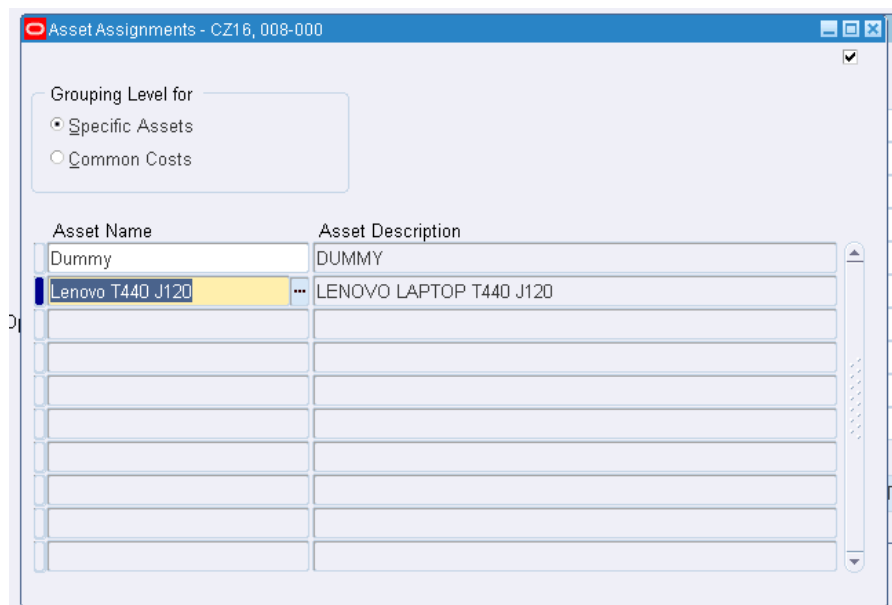 Asset Assignments - CZ16, 008-000
Grouping Level for
Specific Assets
Common Costs
Asset Name Asset Description
Dummy DUMMY
Lenovo T440 J120 ... LENOVO LAPTOP T440 J120